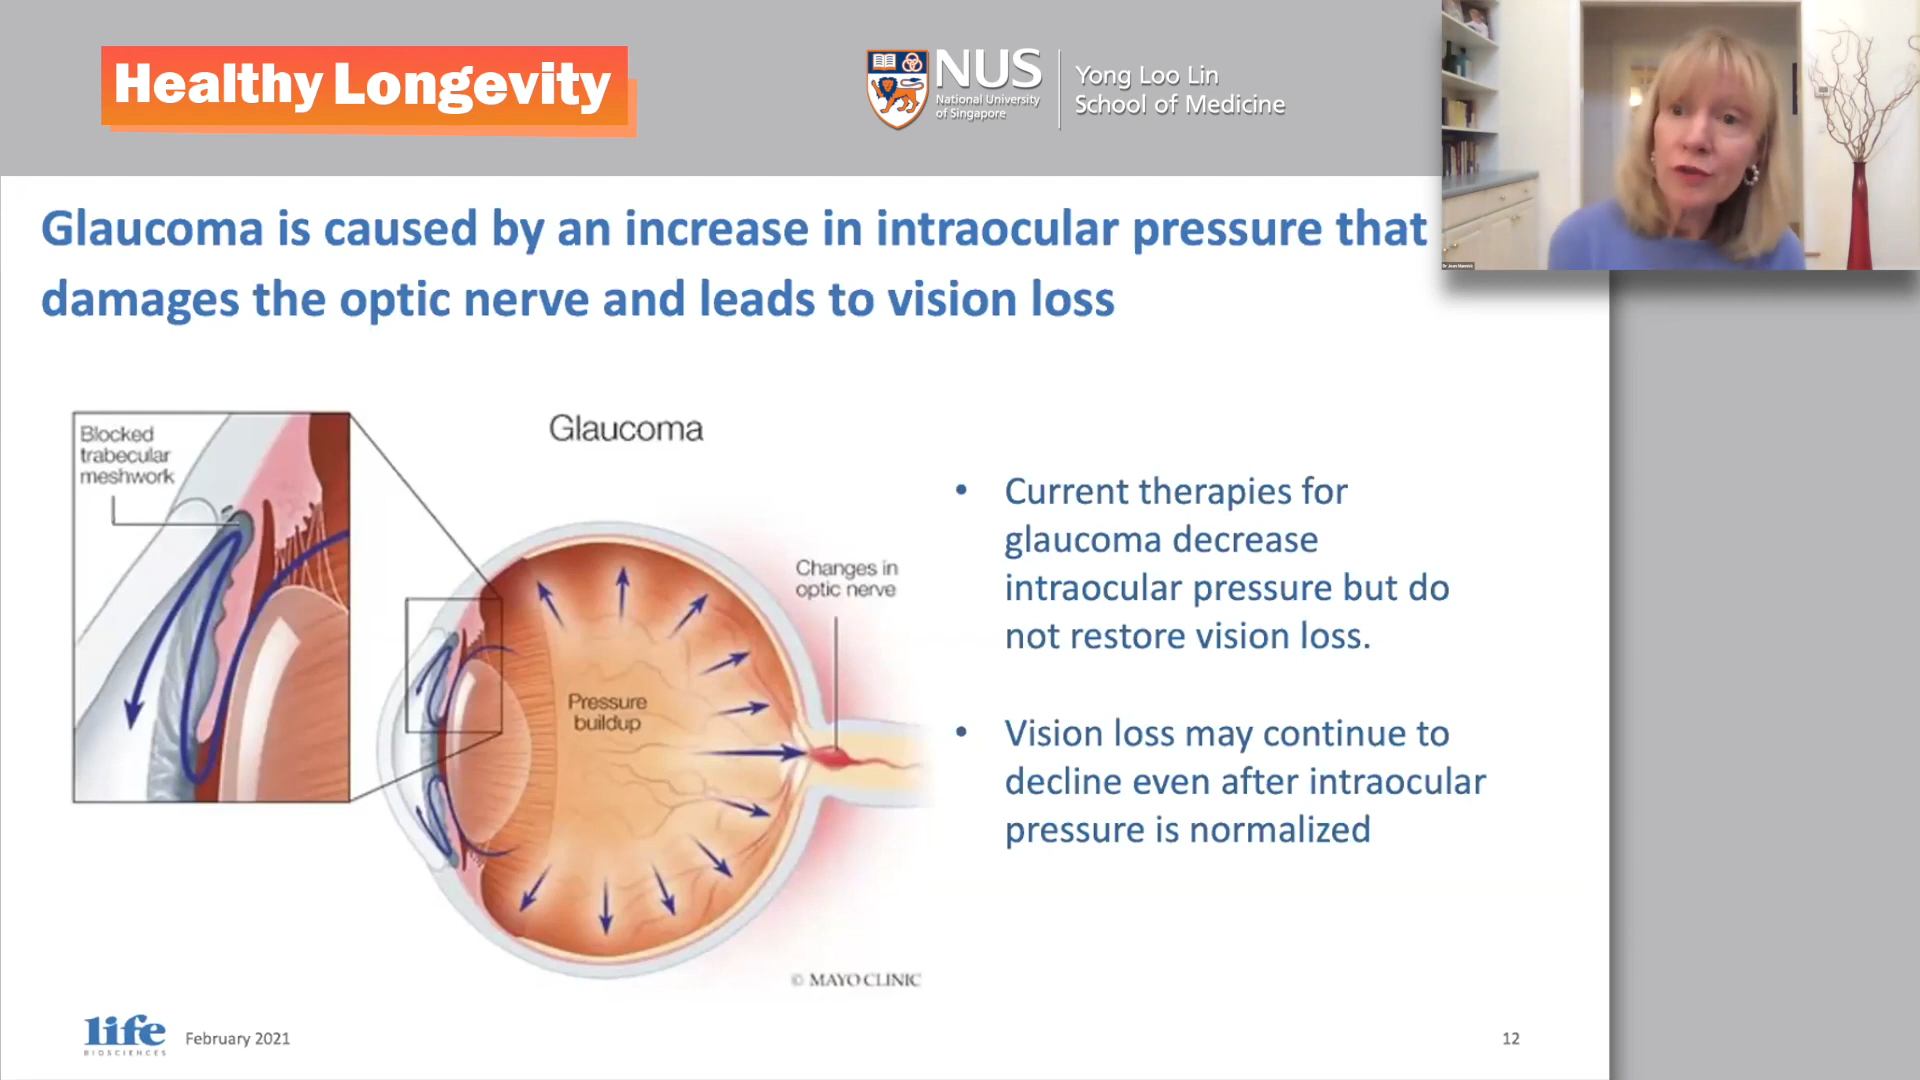 Healthy Longevity
NUS
National University
of Singapore
Yong Loo Lin
School of Medicine
Dr Joan Mannick
Glaucoma is caused by an increase in intraocular pressure that
damages the optic nerve and leads to vision loss
Blocked
trabecular
meshwork
Glaucoma
Changes in
optic nerve
Pressure
buildup
© MAYO CLINIC
• Current therapies for
glaucoma decrease
intraocular pressure but do
not restore vision loss.
• Vision loss may continue to
decline even after intraocular
pressure is normalized
life
BIOSCIENCES
February 2021
12